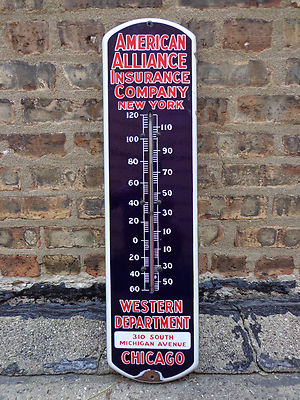 AMERICAN
ALLIANCE
INSURANCE
COMPANY
NEW YORK
120
110
100
90
80
70
60
50
40
30
20
10
0
10
20
30
40
50
60
WESTERN
DEPARTMENT
310 SOUTH
MICHIGAN AVENUE
CHICAGO